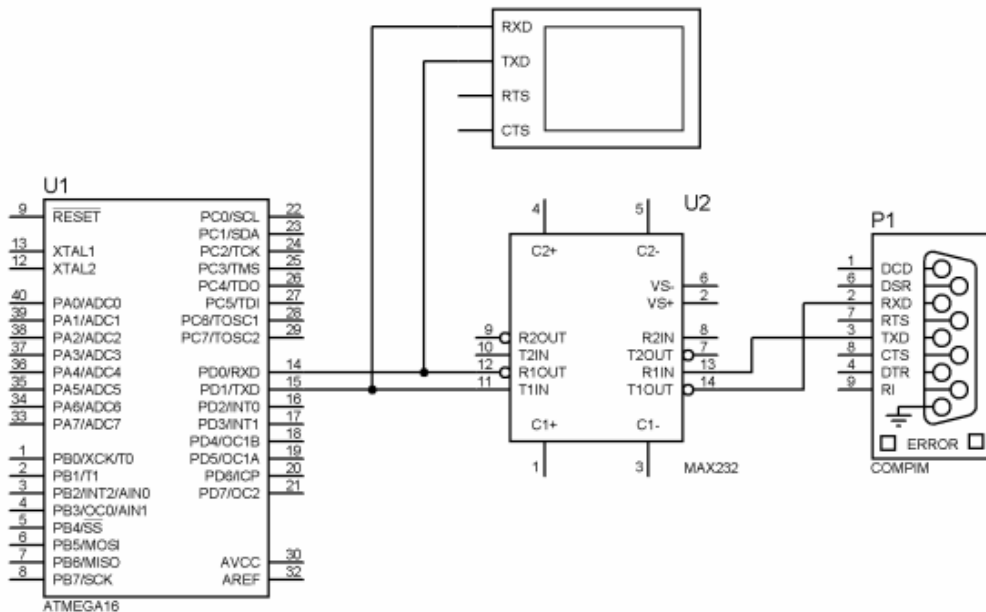 RXD
TXD
RTS
CTS
U1
9 RESET
13 XTAL1
12 XTAL2
40 PA0/ADC0
39 PA1/ADC1
38 PA2/ADC2
37 PA3/ADC3
36 PA4/ADC4
35 PA5/ADC5
34 PA6/ADC6
33 PA7/ADC7
1 PB0/XCK/T0
2 PB1/T1
3 PB2/INT2/AIN0
4 PB3/OC0/AIN1
5 PB4/SS
6 PB5/MOSI
7 PB6/MISO
8 PB7/SCK
PC0/SCL 22
PC1/SDA 23
PC2/TCK 24
PC3/TMS 25
PC4/TDO 26
PC5/TDI 27
PC6/TOSC1 28
PC7/TOSC2 29
PD0/RXD 14
PD1/TXD 15
PD2/INT0 16
PD3/INT1 17
PD4/OC1B 18
PD5/OC1A 19
PD6/ICP 20
PD7/OC2 21
AVCC 30
AREF 32
ATMEGA16
U2
4 5
C2+ C2-
VS- 6
VS+ 2
9 R2OUT R2IN 8
10 T2IN T2OUT 7
12 R1OUT R1IN 13
11 T1IN T1OUT 14
C1+ C1-
1 3
MAX232
P1
1 DCD
6 DSR
2 RXD
7 RTS
3 TXD
8 CTS
4 DTR
9 RI
ERROR
COMPIM